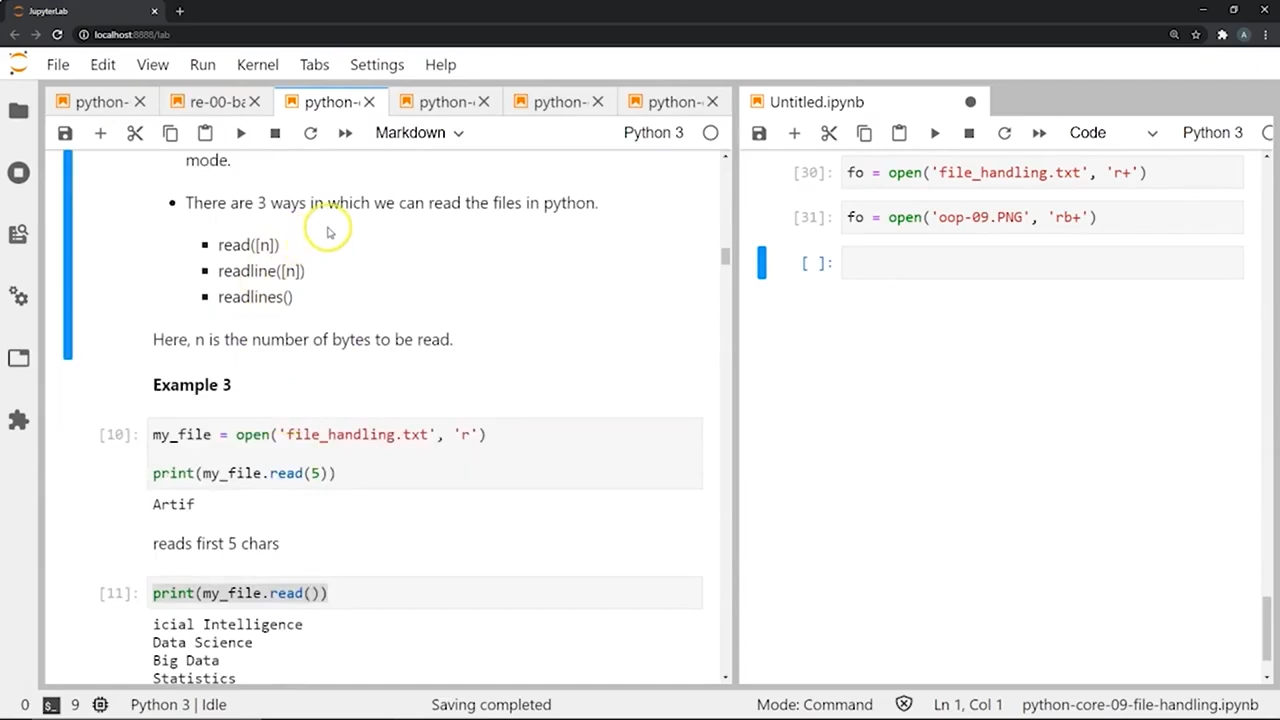 JupyterLab
localhost:8888/lab
A
File Edit View Run Kernel Tabs Settings Help
python- re-00-ba python- python- python- python-
Untitled.ipynb
Markdown Python 3
Code Python 3
mode.
There are 3 ways in which we can read the files in python.
read([n])
readline([n])
readlines()
Here, n is the number of bytes to be read.
Example 3
[10]: my_file = open('file_handling.txt', 'r')
print(my_file.read(5))
Artif
reads first 5 chars
[11]: print(my_file.read())
icial Intelligence
Data Science
Big Data
Statistics
[30]: fo = open('file_handling.txt', 'r+')
[31]: fo = open('oop-09.PNG', 'rb+')
[ ]:
0 $_ 9 Python 3 | Idle Saving completed Mode: Command Ln 1, Col 1 python-core-09-file-handling.ipynb